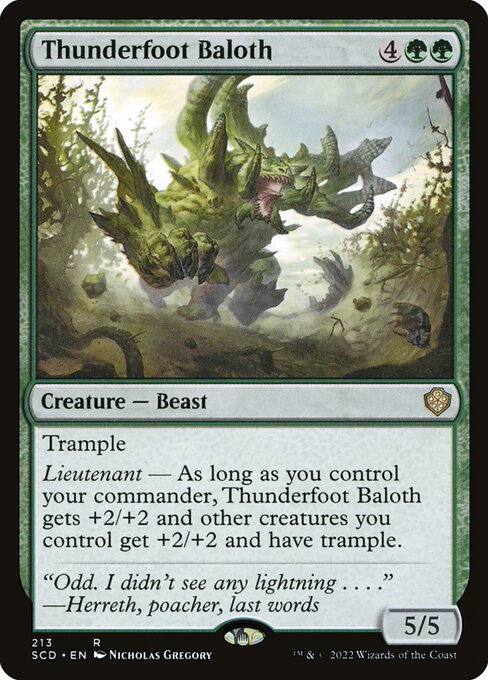 Thunderfoot Baloth 4
Creature — Beast
Trample
Lieutenant — As long as you control
your commander, Thunderfoot Baloth
gets +2/+2 and other creatures you
control get +2/+2 and have trample.
“Odd. I didn’t see any lightning . . . .”
—Herreth, poacher, last words
5/5
213 R
SCD • EN Nicholas Gregory ™ & © 2022 Wizards of the Coast